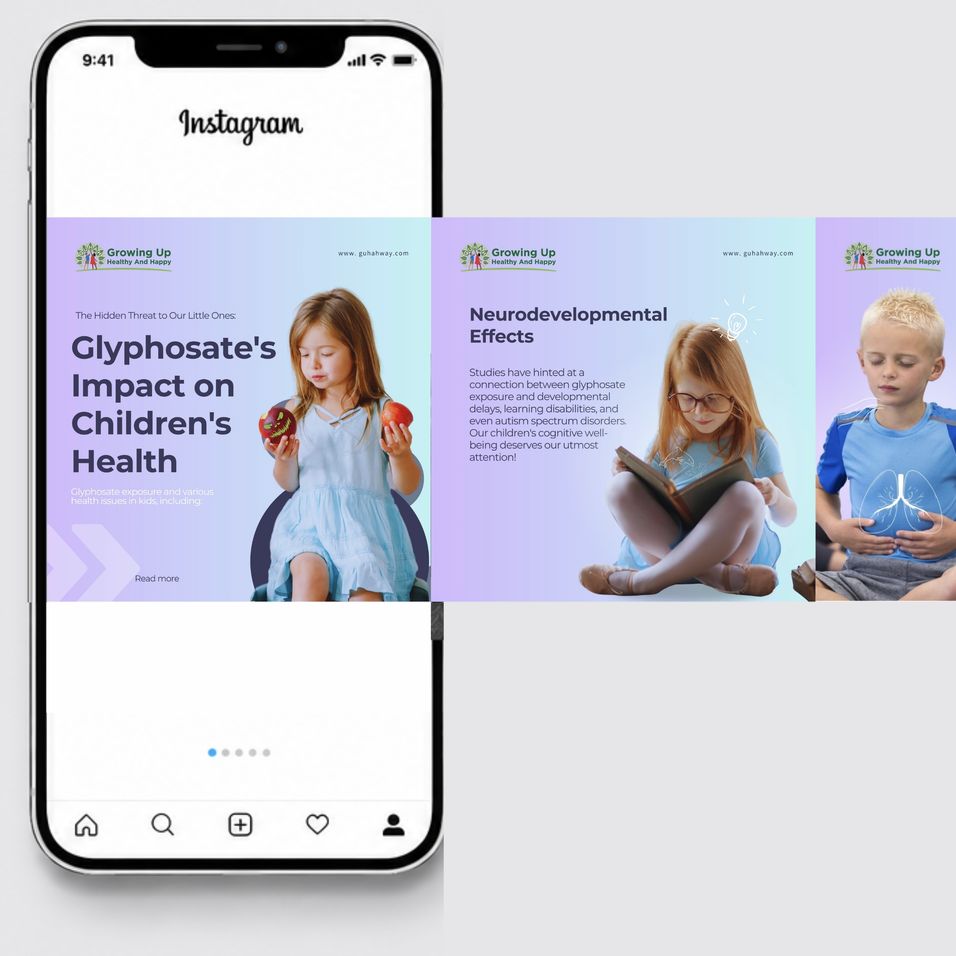 9:41
Instagram
Growing Up
Healthy And Happy
www. guhahway.com
The Hidden Threat to Our Little Ones:
Glyphosate's
Impact on
Children's
Health
Glyphosate exposure and various
health issues in kids, including:
Read more
Growing Up
Healthy And Happy
www. guhahway.com
Neurodevelopmental
Effects
Studies have hinted at a
connection between glyphosate
exposure and developmental
delays, learning disabilities, and
even autism spectrum disorders.
Our children's cognitive well-
being deserves our utmost
attention!
Growing Up
Healthy And Happy